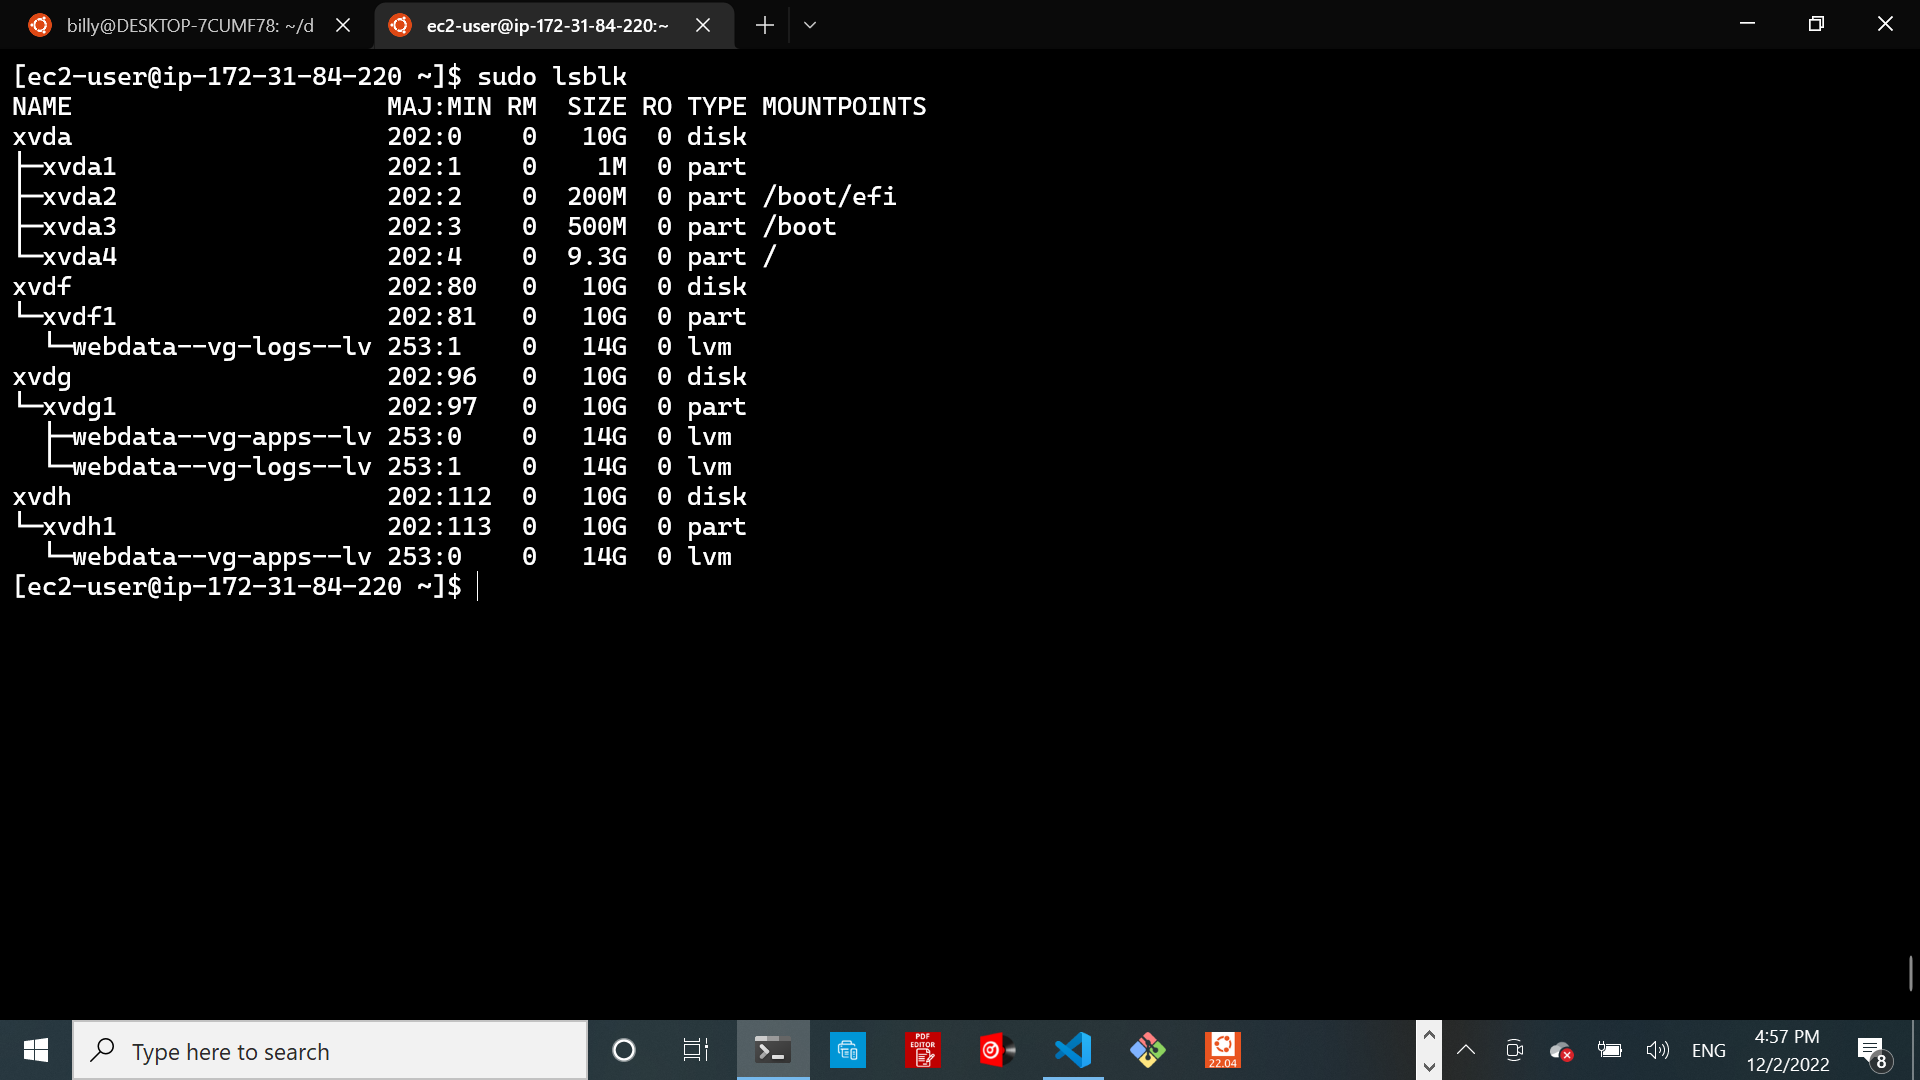 billy@DESKTOP-7CUMF78: ~/d
ec2-user@ip-172-31-84-220:~
[ec2-user@ip-172-31-84-220 ~]$ sudo lsblk
NAME                     MAJ:MIN RM  SIZE RO TYPE MOUNTPOINTS
xvda                     202:0    0   10G  0 disk
├─xvda1                  202:1    0    1M  0 part
├─xvda2                  202:2    0  200M  0 part /boot/efi
├─xvda3                  202:3    0  500M  0 part /boot
└─xvda4                  202:4    0  9.3G  0 part /
xvdf                     202:80   0   10G  0 disk
└─xvdf1                  202:81   0   10G  0 part
  └─webdata--vg-logs--lv 253:1    0   14G  0 lvm
xvdg                     202:96   0   10G  0 disk
└─xvdg1                  202:97   0   10G  0 part
  ├─webdata--vg-apps--lv 253:0    0   14G  0 lvm
  └─webdata--vg-logs--lv 253:1    0   14G  0 lvm
xvdh                     202:112  0   10G  0 disk
└─xvdh1                  202:113  0   10G  0 part
  └─webdata--vg-apps--lv 253:0    0   14G  0 lvm
[ec2-user@ip-172-31-84-220 ~]$
Type here to search
PDF
EDITOR
22.04
ENG
4:57 PM
12/2/2022
8